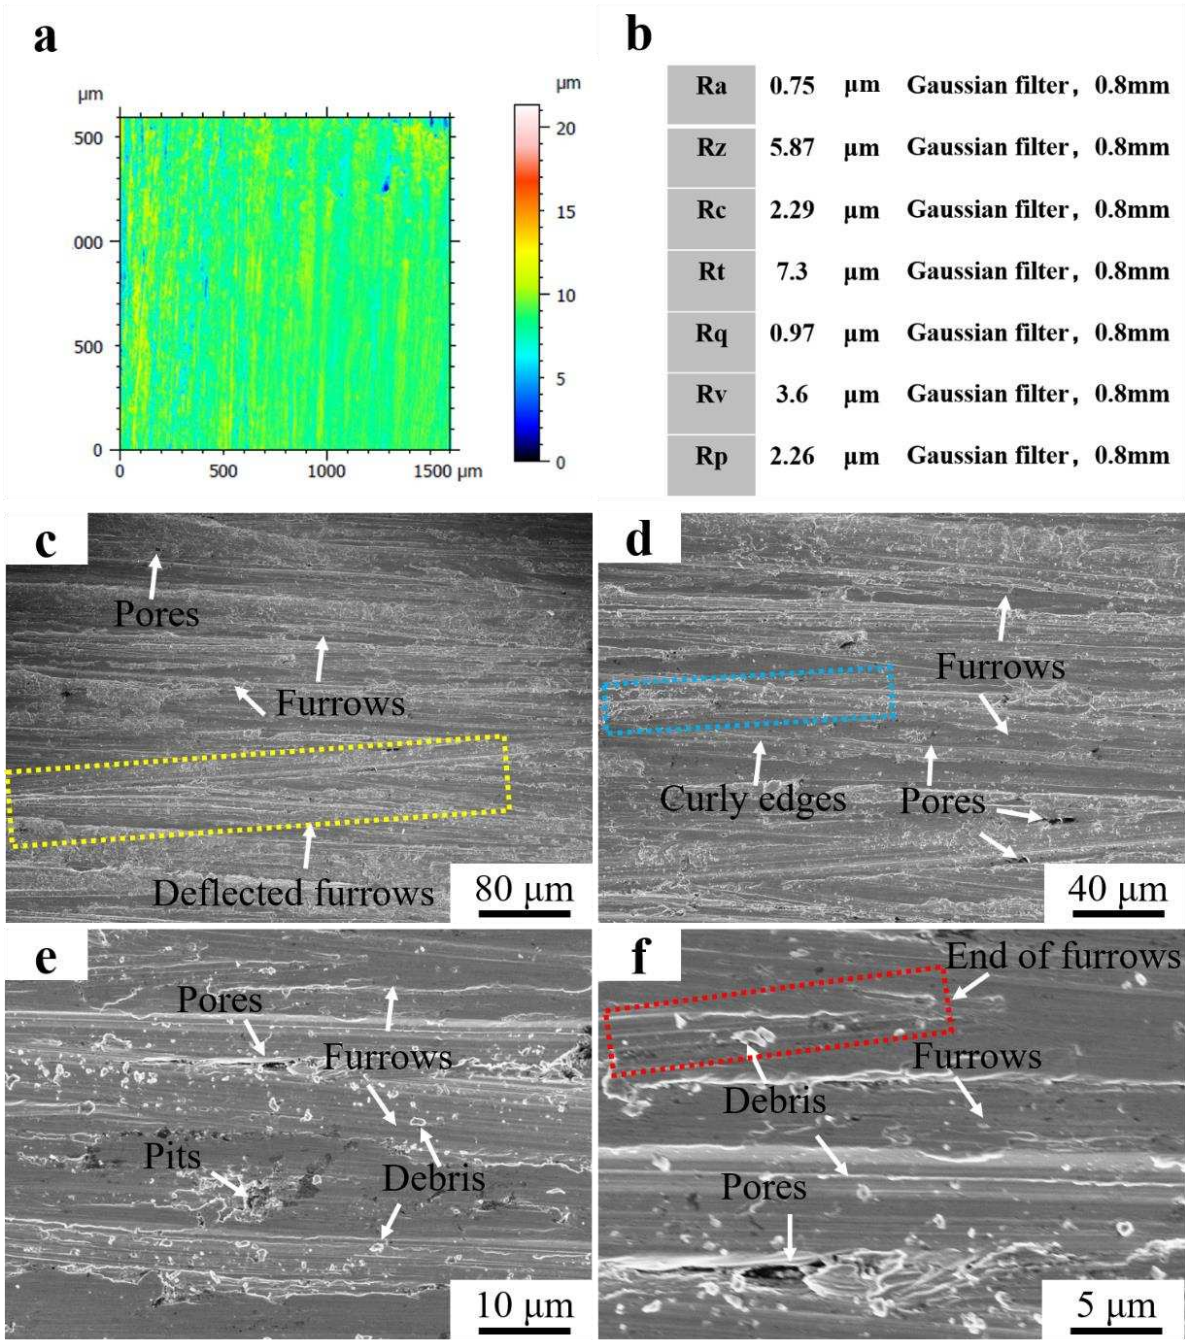 a
µm
500
000
500
0
0
500
1000
1500 µm
µm
20
15
10
5
0
b
Ra 0.75 µm Gaussian filter, 0.8mm
Rz 5.87 µm Gaussian filter, 0.8mm
Rc 2.29 µm Gaussian filter, 0.8mm
Rt 7.3 µm Gaussian filter, 0.8mm
Rq 0.97 µm Gaussian filter, 0.8mm
Rv 3.6 µm Gaussian filter, 0.8mm
Rp 2.26 µm Gaussian filter, 0.8mm
c
Pores
Furrows
Deflected furrows
80 µm
d
Furrows
Curly edges
Pores
40 µm
e
Pores
Furrows
Pits
Debris
10 µm
f
End of furrows
Furrows
Debris
Pores
5 µm